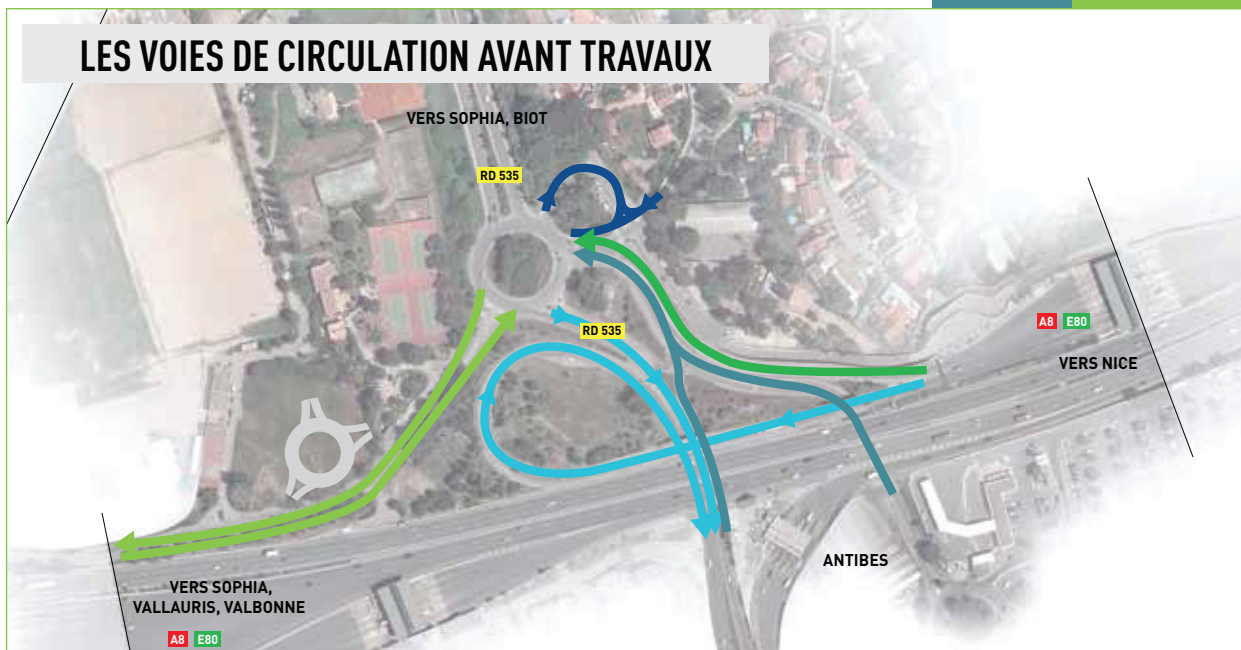 LES VOIES DE CIRCULATION AVANT TRAVAUX
VERS SOPHIA, BIOT
RD 535
RD 535
A8 E80
VERS NICE
ANTIBES
VERS SOPHIA,
VALLAURIS, VALBONNE
A8 E80